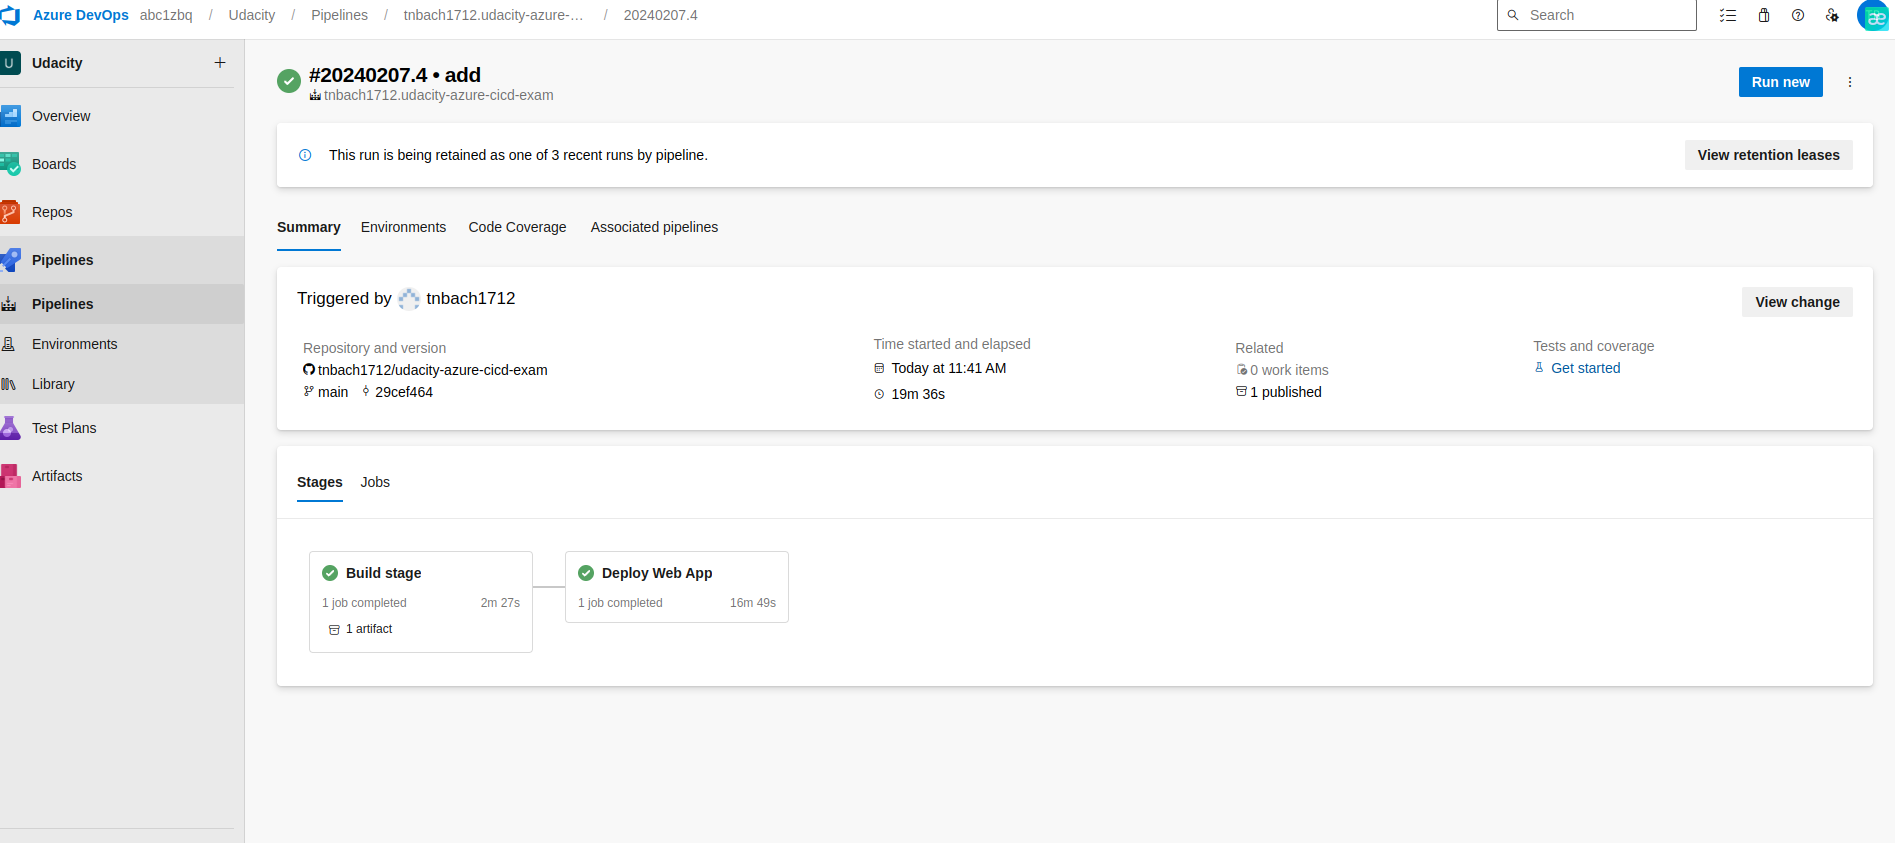 Azure DevOps abc1zbq / Udacity / Pipelines / tnbach1712.udacity-azure-... / 20240207.4
Search
U Udacity +
Overview
Boards
Repos
Pipelines
Pipelines
Environments
Library
Test Plans
Artifacts
#20240207.4 • add
tnbach1712.udacity-azure-cicd-exam
Run new
This run is being retained as one of 3 recent runs by pipeline.
View retention leases
Summary Environments Code Coverage Associated pipelines
Triggered by tnbach1712
View change
Repository and version
tnbach1712/udacity-azure-cicd-exam
main 29cef464
Time started and elapsed
Today at 11:41 AM
19m 36s
Related
0 work items
1 published
Tests and coverage
Get started
Stages Jobs
Build stage
1 job completed 2m 27s
1 artifact
Deploy Web App
1 job completed 16m 49s